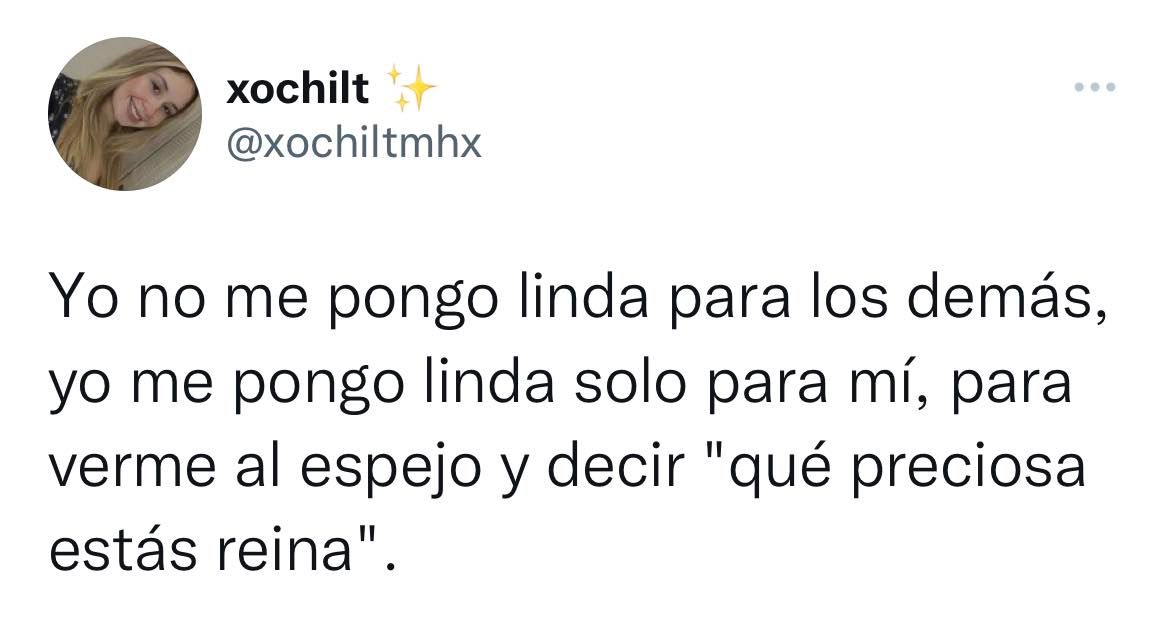 xochilt ✨
@xochiltmhx
Yo no me pongo linda para los demás,
yo me pongo linda solo para mí, para
verme al espejo y decir "qué preciosa
estás reina".